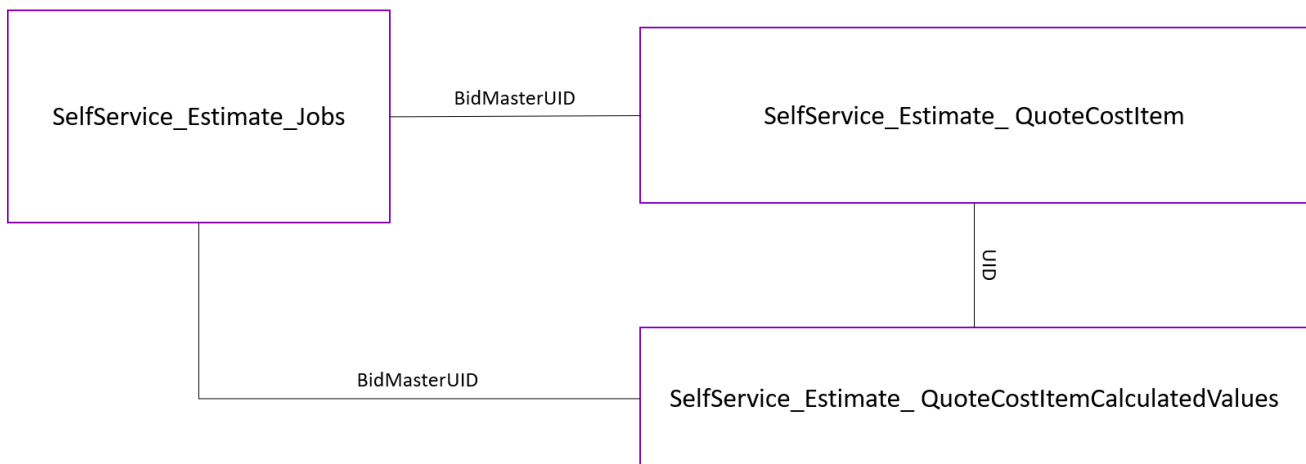 SelfService_Estimate_Jobs
BidMasterUID
SelfService_Estimate_ QuoteCostItem
UID
BidMasterUID
SelfService_Estimate_ QuoteCostItemCalculatedValues